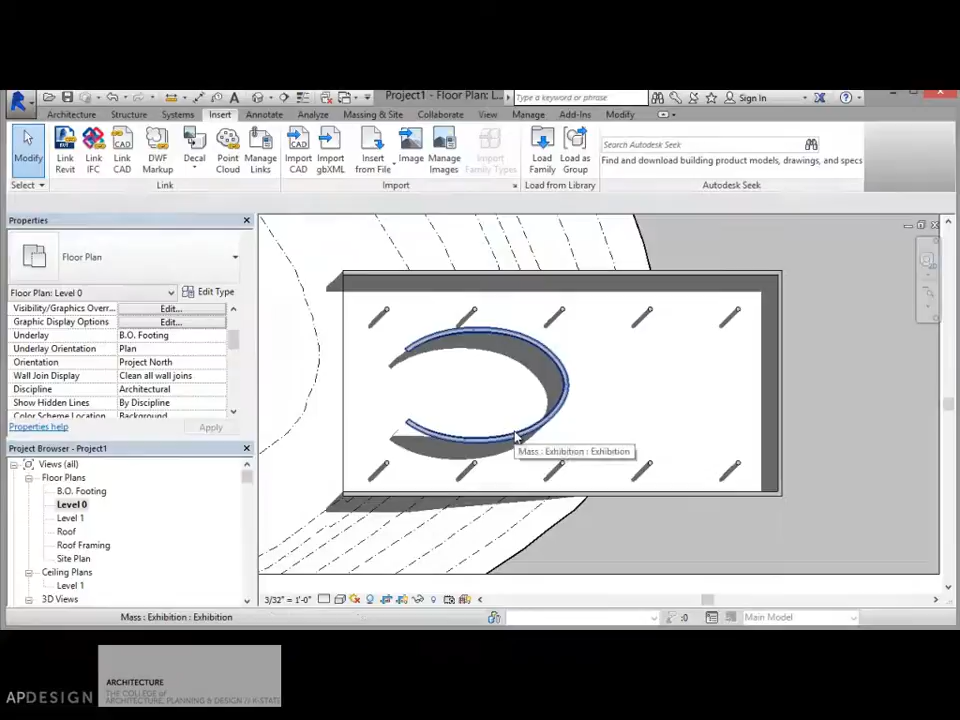 Project1 - Floor Plan: L...
Type a keyword or phrase
Sign In
Architecture Structure Systems Insert Annotate Analyze Massing & Site Collaborate View Manage Add-Ins Modify
Modify
Link Revit
Link IFC
Link CAD
DWF Markup
Decal
Point Cloud
Manage Links
Import CAD
Import gbXML
Insert from File
Image
Manage Images
Import Family Types
Load Family
Load as Group
Search Autodesk Seek
Find and download building product models, drawings, and specs
Select
Link
Import
Load from Library
Autodesk Seek
Properties
Floor Plan
Floor Plan: Level 0
Edit Type
Visibility/Graphics Overr... Edit...
Graphic Display Options Edit...
Underlay B.O. Footing
Underlay Orientation Plan
Orientation Project North
Wall Join Display Clean all wall joins
Discipline Architectural
Show Hidden Lines By Discipline
Color Scheme Location Background
Properties help
Apply
Project Browser - Project1
Views (all)
Floor Plans
B.O. Footing
Level 0
Level 1
Roof
Roof Framing
Site Plan
Ceiling Plans
Level 1
3D Views
Mass : Exhibition : Exhibition
3/32" = 1'-0"
Mass : Exhibition : Exhibition
:0
Main Model
APDESIGN
ARCHITECTURE
THE COLLEGE of
ARCHITECTURE, PLANNING & DESIGN // K-STATE